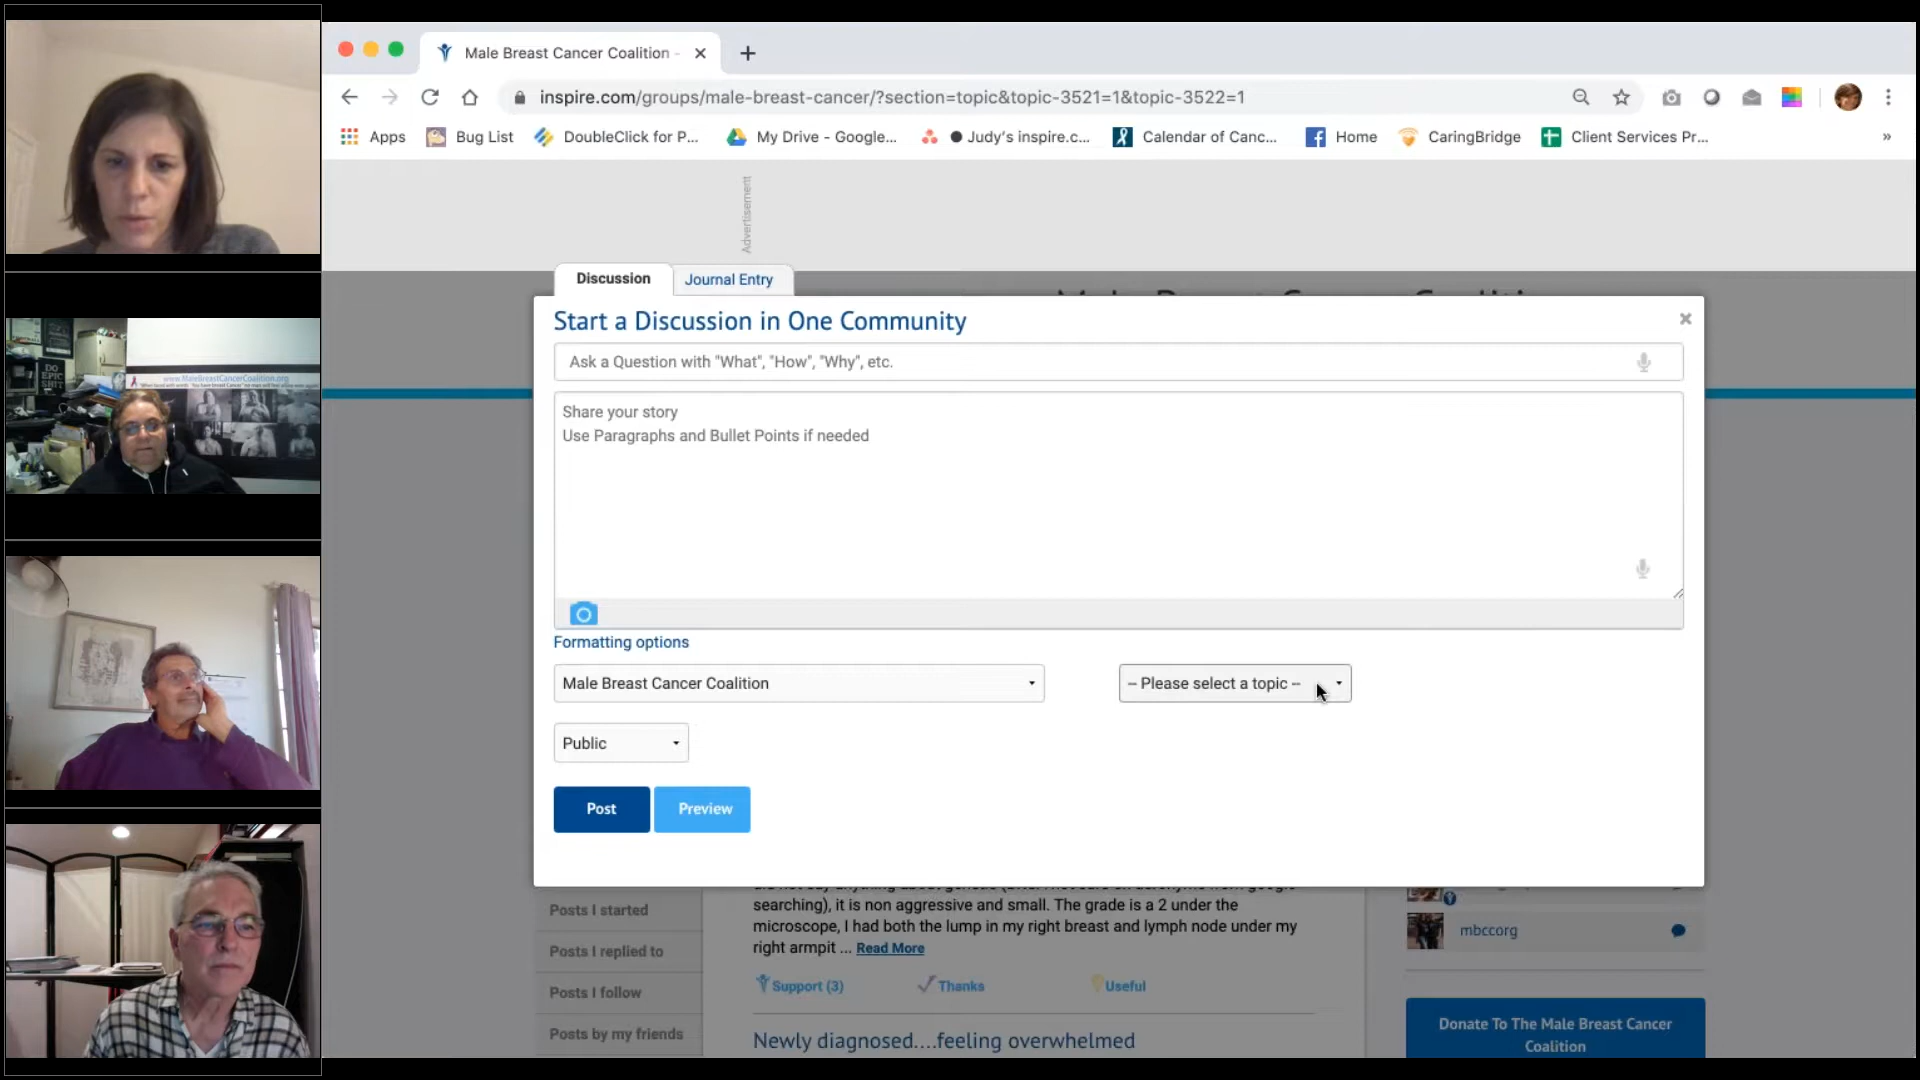 Male Breast Cancer Coalition -
inspire.com/groups/male-breast-cancer/?section=topic&topic-3521=1&topic-3522=1
Apps
Bug List
DoubleClick for P...
My Drive - Google...
Judy's inspire.c...
Calendar of Canc...
Home
CaringBridge
Client Services Pr...
»
Advertisement
Discussion
Journal Entry
Start a Discussion in One Community
Ask a Question with "What", "How", "Why", etc.
Share your story
Use Paragraphs and Bullet Points if needed
Formatting options
Male Breast Cancer Coalition
-- Please select a topic --
Public
Post
Preview
Posts I started
Posts I replied to
Posts I follow
Posts by my friends
searching), it is non aggressive and small. The grade is a 2 under the
microscope, I had both the lump in my right breast and lymph node under my
right armpit ... Read More
Support (3)
Thanks
Useful
Newly diagnosed....feeling overwhelmed
mbccorg
Donate To The Male Breast Cancer
Coalition
DO
EPIC
SHIT
www.MaleBreastCancerCoalition.org